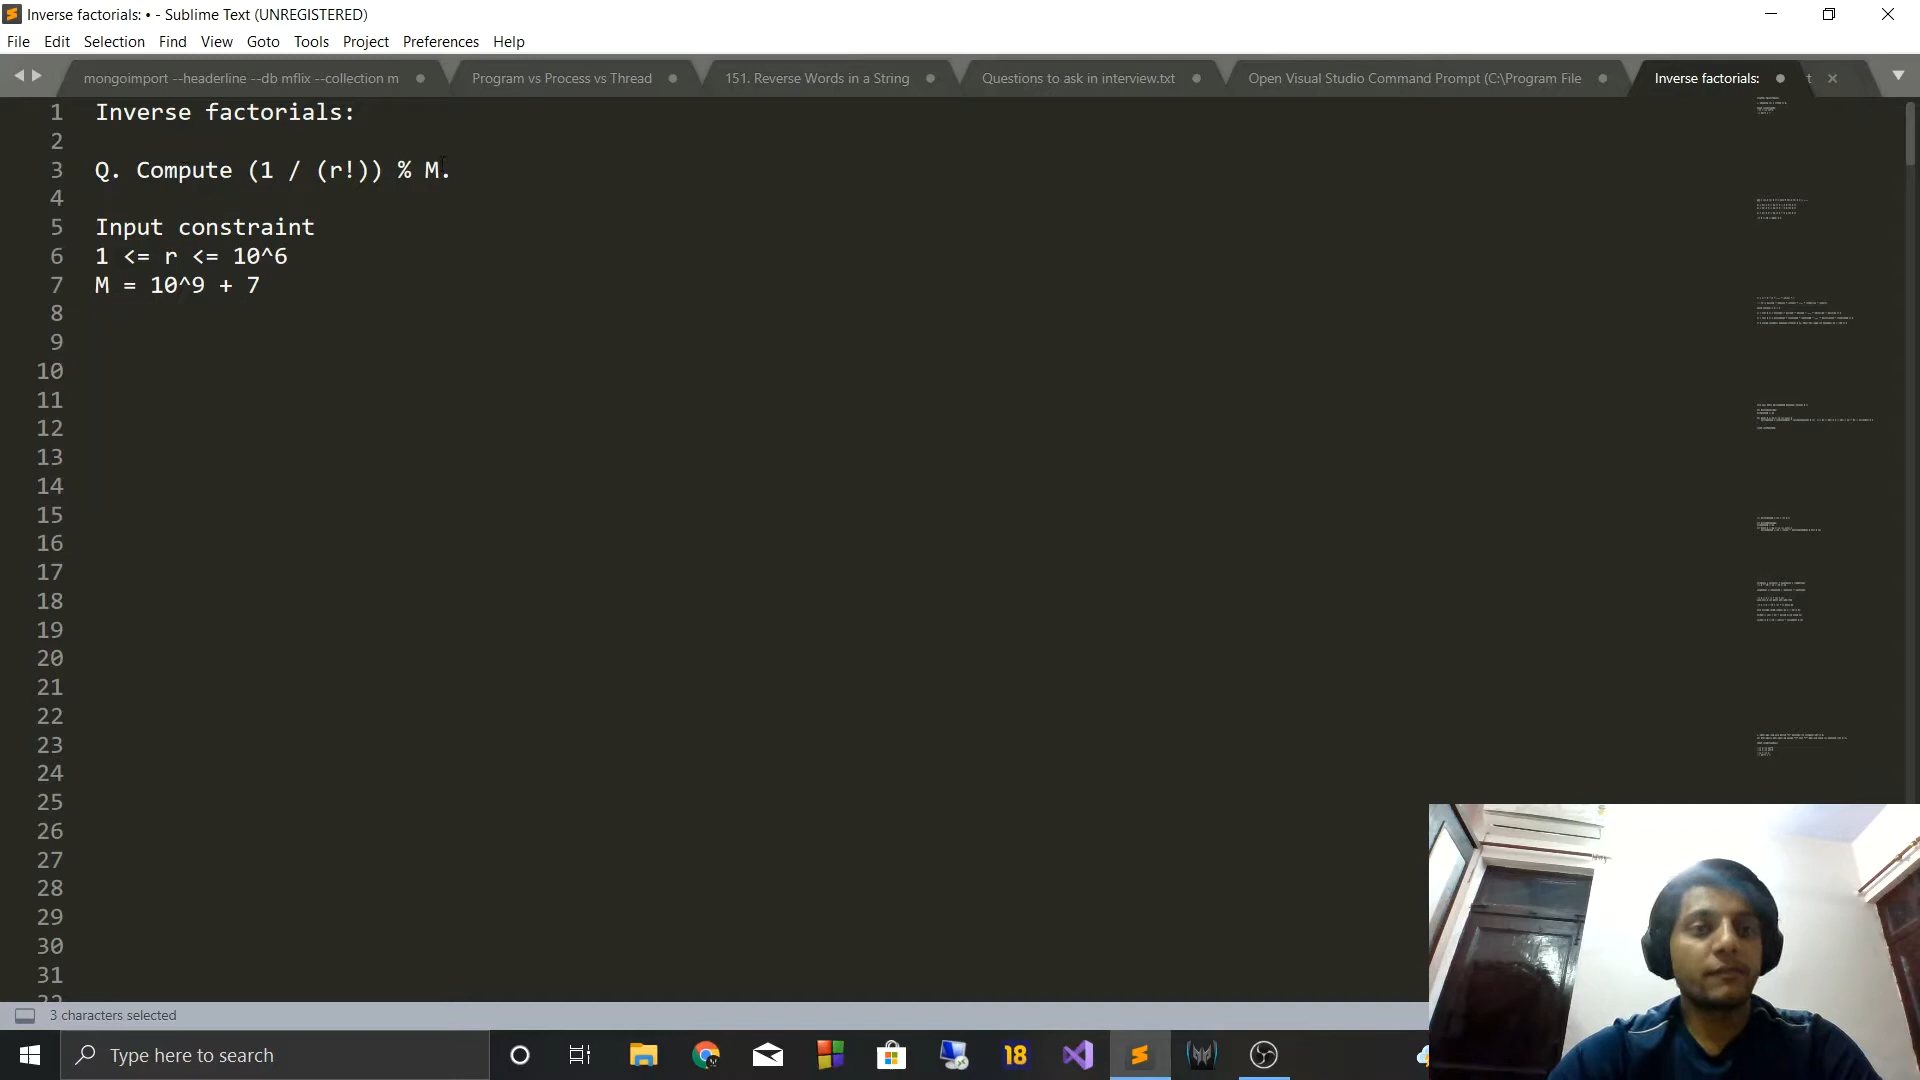 Inverse factorials: • - Sublime Text (UNREGISTERED)
File Edit Selection Find View Goto Tools Project Preferences Help
mongoimport --headerline --db mflix --collection m
Program vs Process vs Thread
151. Reverse Words in a String
Questions to ask in interview.txt
Open Visual Studio Command Prompt (C:\Program File
Inverse factorials:
t
1 Inverse factorials:
2
3 Q. Compute (1 / (r!)) % M.
4
5 Input constraint
6 1 <= r <= 10^6
7 M = 10^9 + 7
8
9
10
11
12
13
14
15
16
17
18
19
20
21
22
23
24
25
26
27
28
29
30
31
32
3 characters selected
Type here to search
18